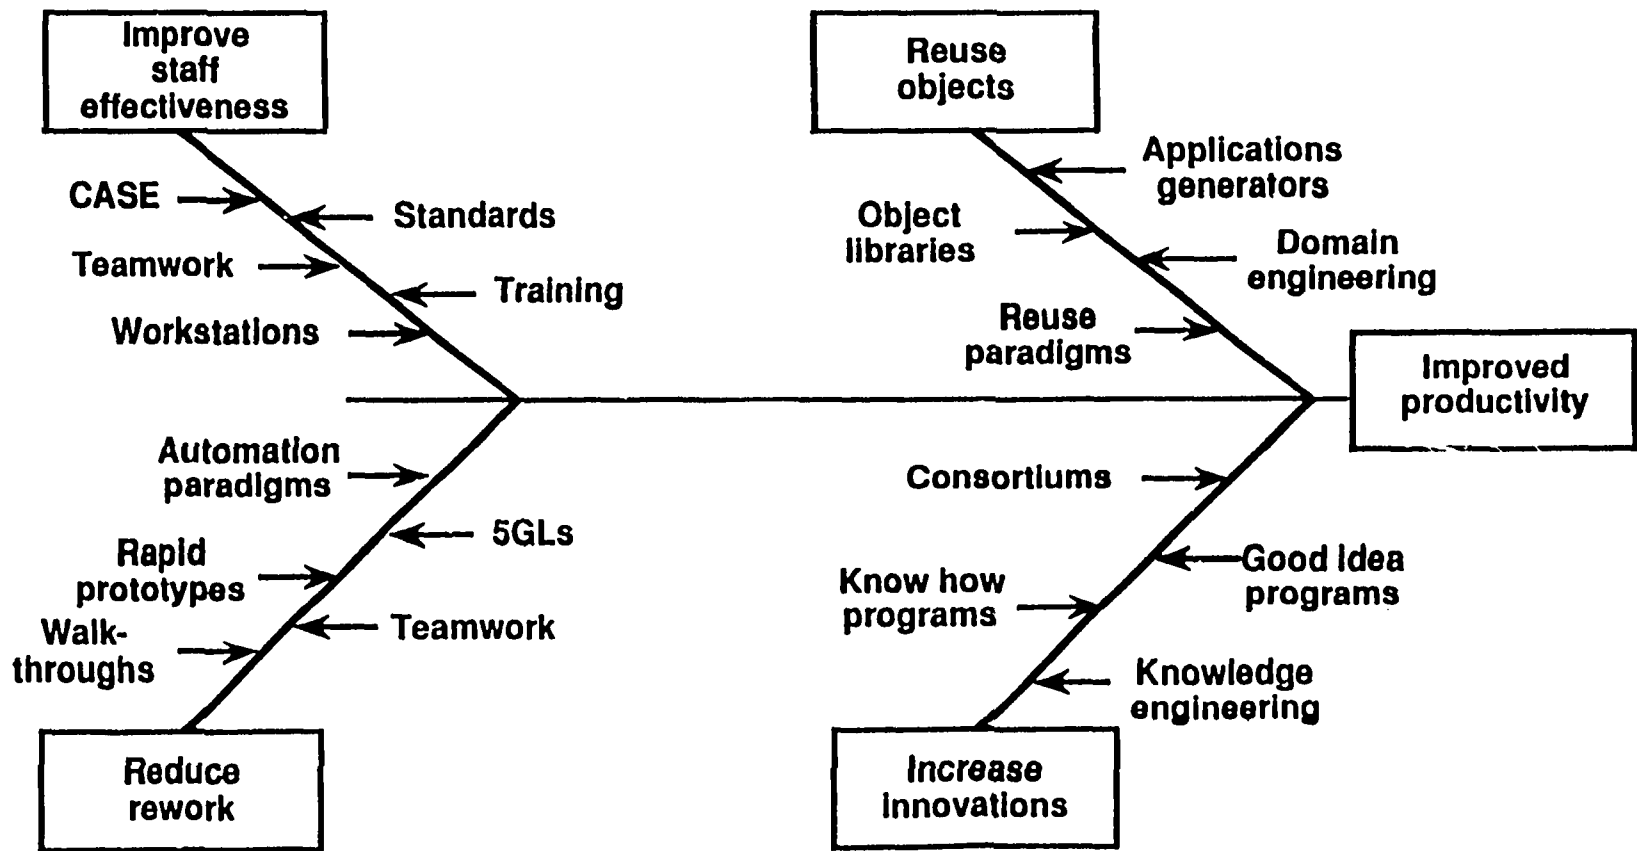 Improve
staff
effectiveness
CASE
Standards
Teamwork
Training
Workstations
Reuse
objects
Applications
generators
Object
libraries
Domain
engineering
Reuse
paradigms
Improved
productivity
Automation
paradigms
5GLs
Rapid
prototypes
Teamwork
Walk-
throughs
Reduce
rework
Consortiums
Good idea
programs
Know how
programs
Knowledge
engineering
Increase
innovations